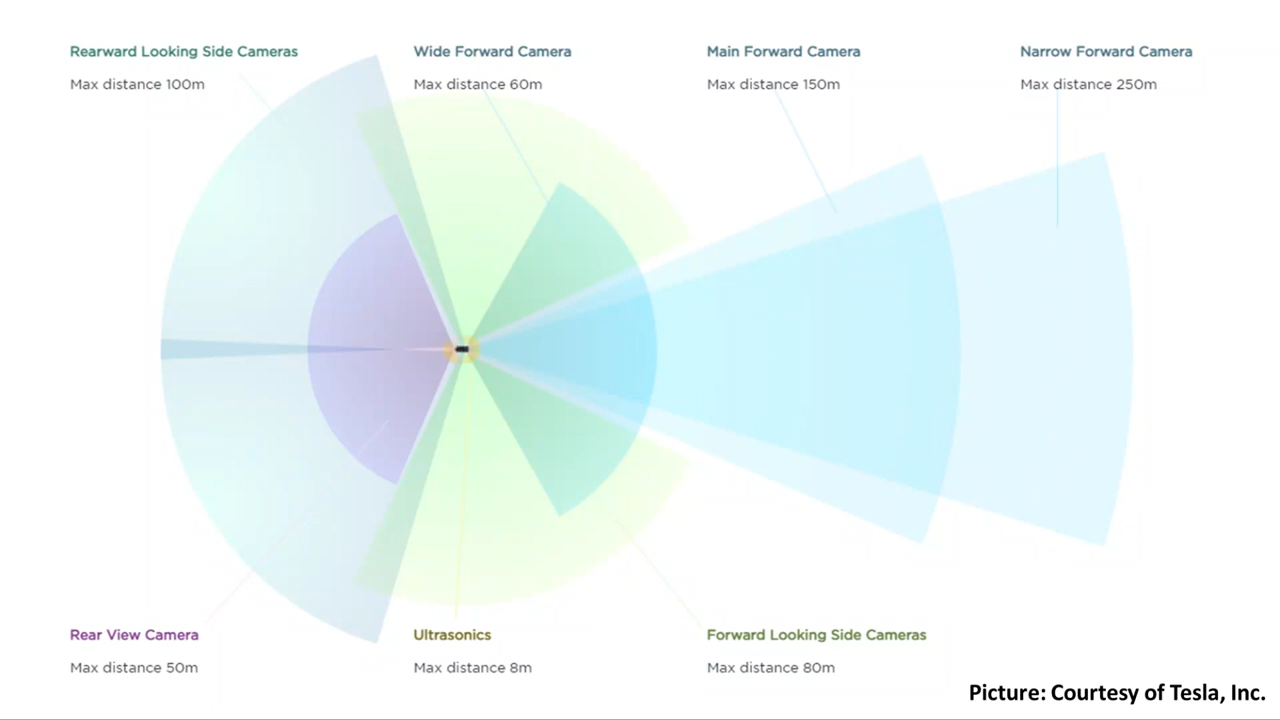 Rearward Looking Side Cameras
Max distance 100m
Wide Forward Camera
Max distance 60m
Main Forward Camera
Max distance 150m
Narrow Forward Camera
Max distance 250m
Rear View Camera
Max distance 50m
Ultrasonics
Max distance 8m
Forward Looking Side Cameras
Max distance 80m
Picture: Courtesy of Tesla, Inc.